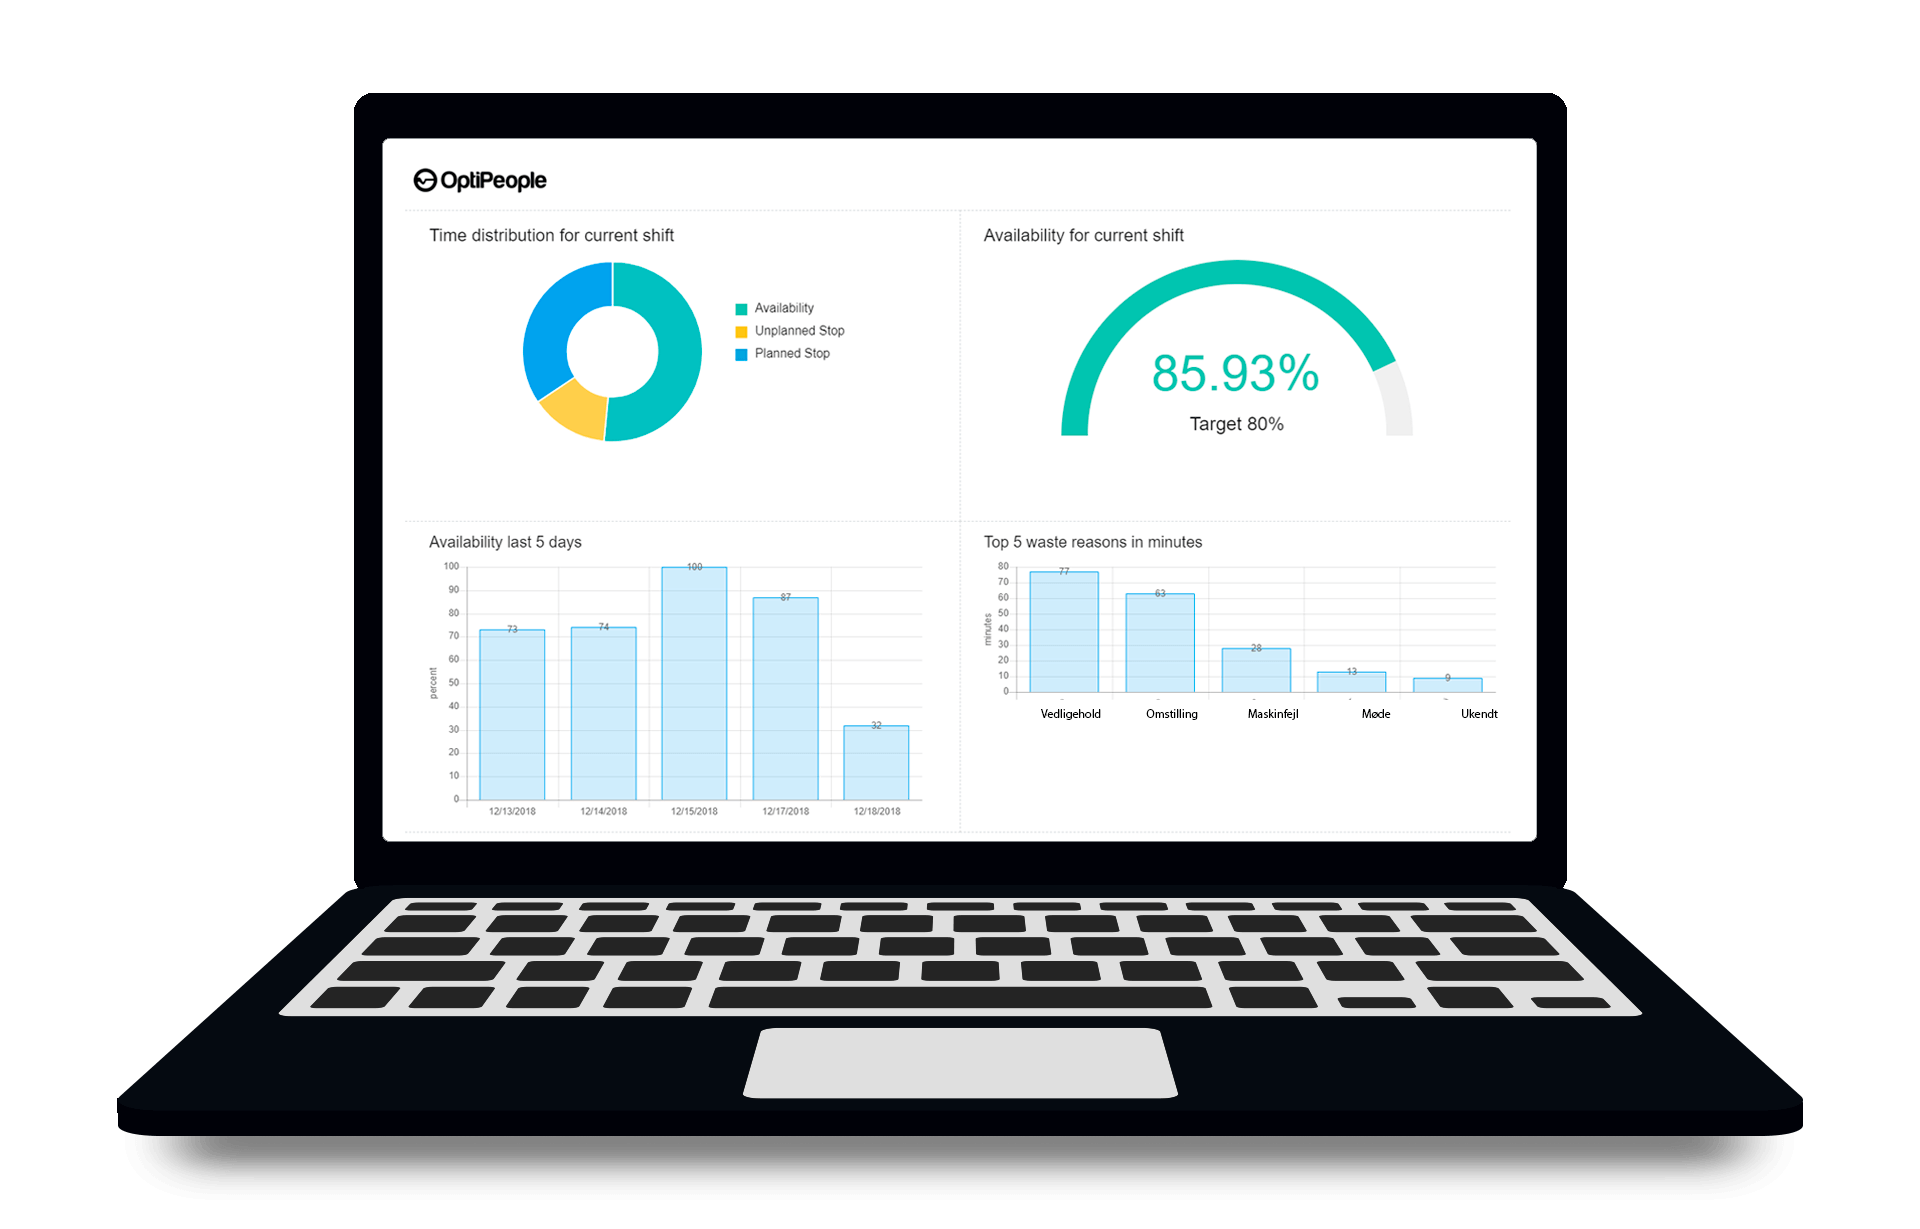 OptiPeople
Time distribution for current shift
Availability
Unplanned Stop
Planned Stop
Availability for current shift
85.93%
Target 80%
Availability last 5 days
percent
100
90
80
70
60
50
40
30
20
10
0
73
74
100
87
32
12/13/2018
12/14/2018
12/15/2018
12/17/2018
12/18/2018
Top 5 waste reasons in minutes
minutes
80
70
60
50
40
30
20
10
0
77
63
28
13
9
Vedligehold
Omstilling
Maskinfejl
Møde
Ukendt